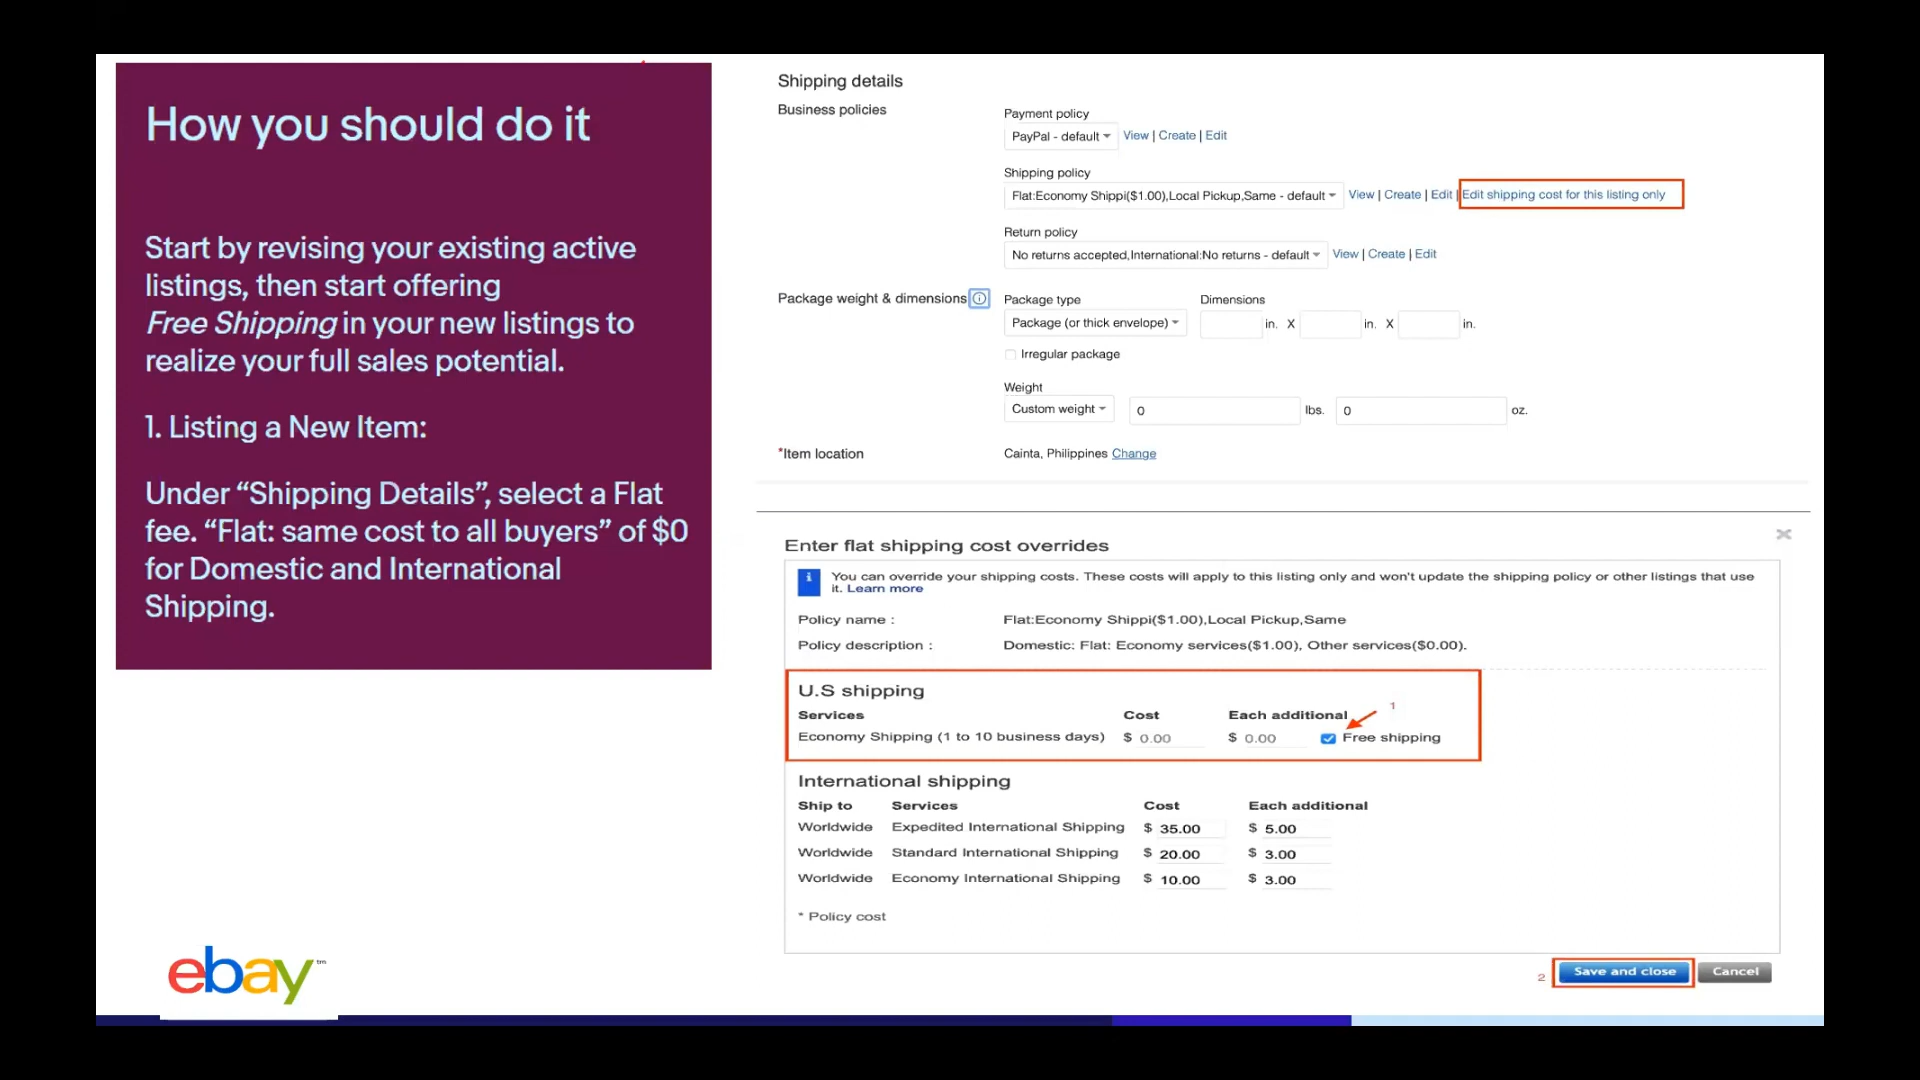 How you should do it
Start by revising your existing active
listings, then start offering
Free Shipping in your new listings to
realize your full sales potential.
1. Listing a New Item:
Under “Shipping Details”, select a Flat
fee. “Flat: same cost to all buyers” of $0
for Domestic and International
Shipping.
ebay™
Shipping details
Business policies
Payment policy
PayPal - default View | Create | Edit
Shipping policy
Flat:Economy Shippi($1.00),Local Pickup,Same - default View | Create | Edit | Edit shipping cost for this listing only
Return policy
No returns accepted,International:No returns - default View | Create | Edit
Package weight & dimensions Package type Dimensions
Package (or thick envelope) in. X in. X in.
Irregular package
Weight
Custom weight 0 lbs. 0 oz.
*Item location Cainta, Philippines Change
Enter flat shipping cost overrides
i You can override your shipping costs. These costs will apply to this listing only and won't update the shipping policy or other listings that use
it. Learn more
Policy name : Flat:Economy Shippi($1.00),Local Pickup,Same
Policy description : Domestic: Flat: Economy services($1.00), Other services($0.00).
U.S shipping
Services Cost Each additional 1
Economy Shipping (1 to 10 business days) $ 0.00 $ 0.00 Free shipping
International shipping
Ship to Services Cost Each additional
Worldwide Expedited International Shipping $ 35.00 $ 5.00
Worldwide Standard International Shipping $ 20.00 $ 3.00
Worldwide Economy International Shipping $ 10.00 $ 3.00
* Policy cost
2 Save and close Cancel